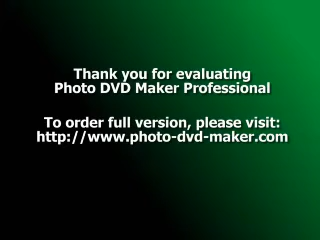 Thank you for evaluating
Photo DVD Maker Professional
To order full version, please visit:
http://www.photo-dvd-maker.com